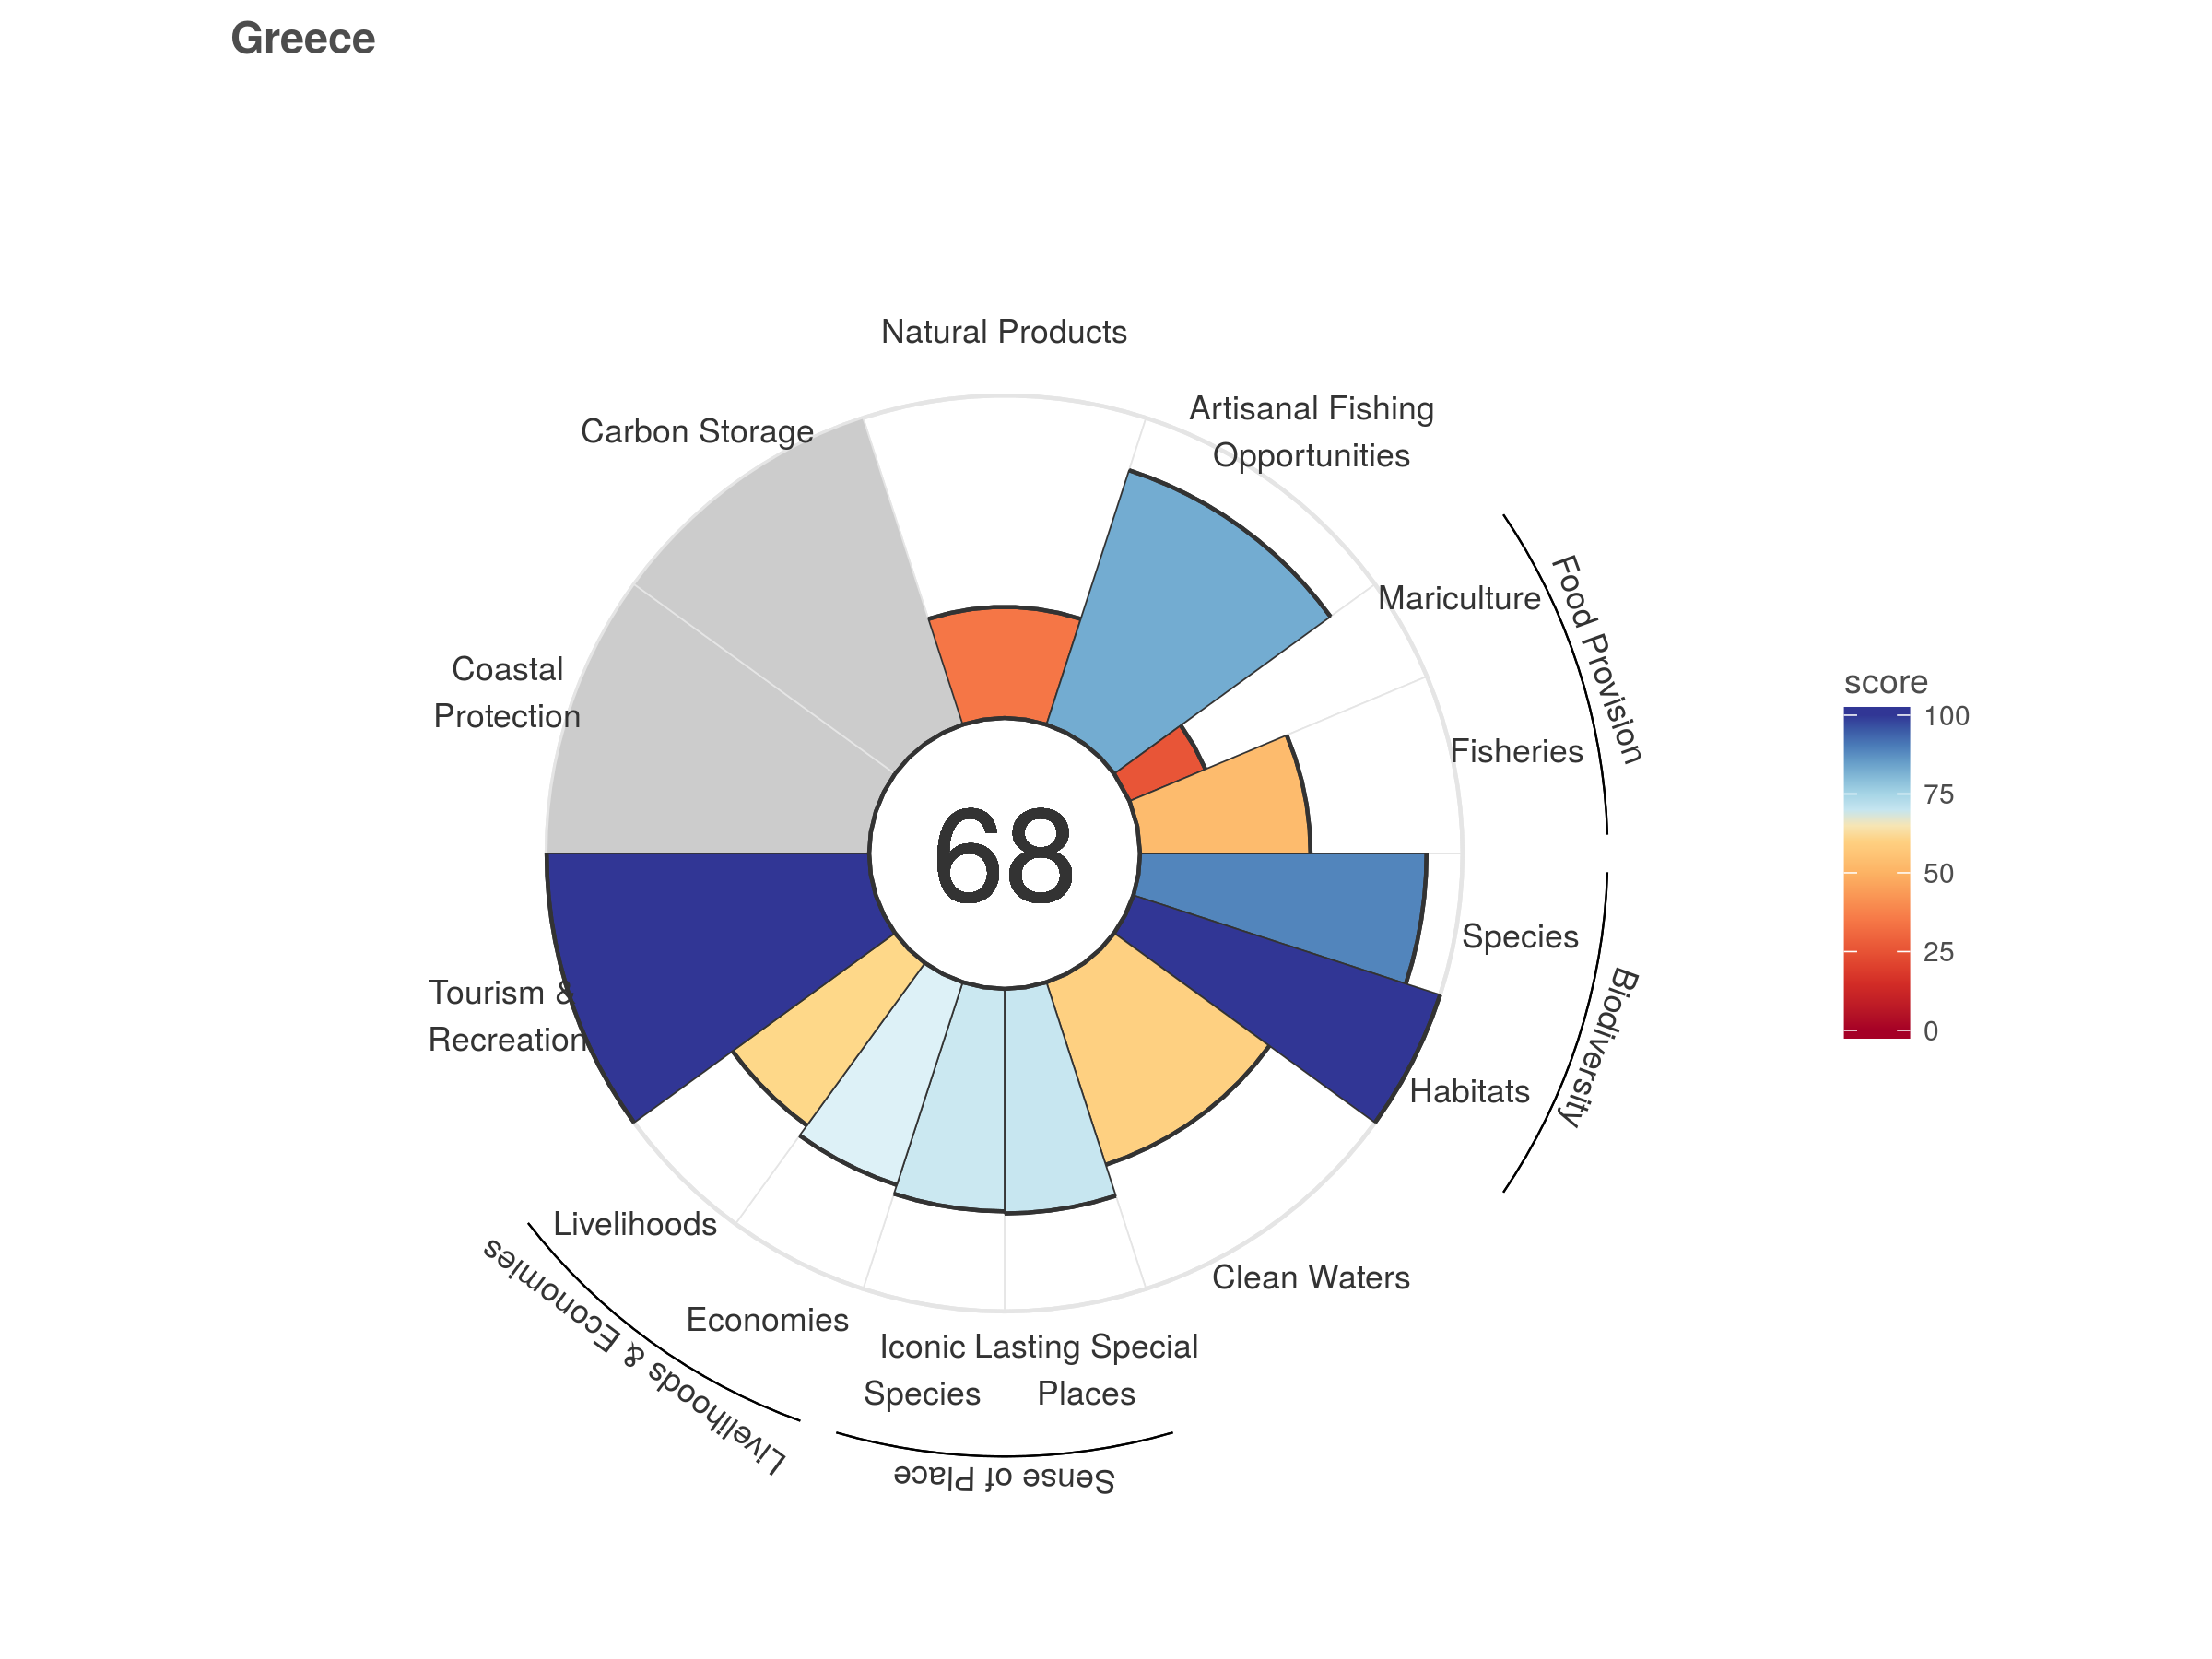 Greece
Natural Products
Artisanal Fishing
Opportunities
Carbon Storage
Mariculture
Food Provision
Coastal
Protection
Fisheries
68
Species
Biodiversity
Habitats
Tourism &
Recreation
Livelihoods
Economies
Livelihoods & Economies
Clean Waters
Iconic
Species
Lasting Special
Places
Sense of Place
score
100
75
50
25
0